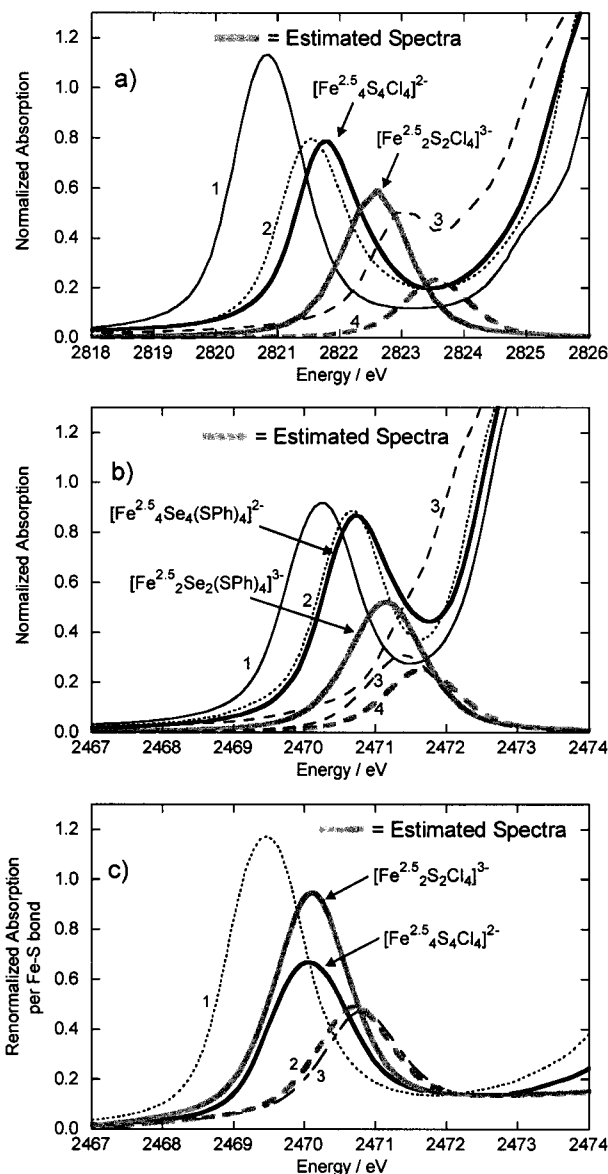 1.2
1.0
0.8
0.6
0.4
0.2
0.0
Normalized Absorption
a)
= Estimated Spectra
[Fe²·⁵₄S₄Cl₄]²⁻
[Fe²·⁵₂S₂Cl₄]³⁻
1
2
3
4
2818 2819 2820 2821 2822 2823 2824 2825 2826
Energy / eV
1.2
1.0
0.8
0.6
0.4
0.2
0.0
Normalized Absorption
b)
= Estimated Spectra
[Fe²·⁵₄Se₄(SPh)₄]²⁻
[Fe²·⁵₂Se₂(SPh)₄]³⁻
3
2
1
3
4
2467 2468 2469 2470 2471 2472 2473 2474
Energy / eV
1.2
1.0
0.8
0.6
0.4
0.2
0.0
Renormalized Absorption
per Fe-S bond
c)
= Estimated Spectra
[Fe²·⁵₂S₂Cl₄]³⁻
[Fe²·⁵₄S₄Cl₄]²⁻
1
2
3
2467 2468 2469 2470 2471 2472 2473 2474
Energy / eV